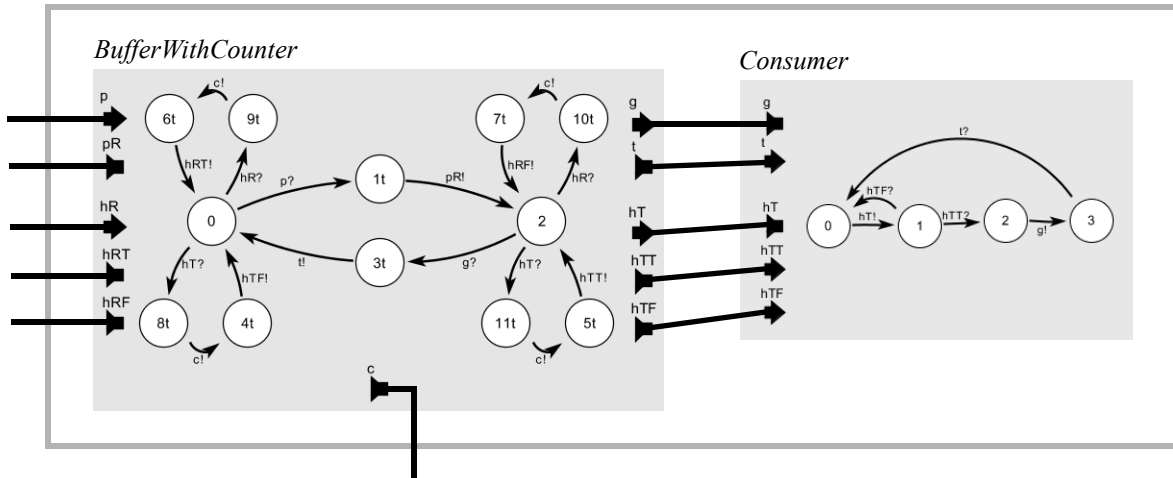 BufferWithCounter
p
pR
hR
hRT
hRF
c!
6t
9t
hRT!
hR?
p?
1t
pR!
0
t!
3t
g?
hT?
hTF!
8t
4t
c!
c!
7t
10t
hRF!
hR?
2
hT?
hTT!
11t
5t
c!
c
g
t
hT
hTT
hTF
Consumer
g
t
hT
hTT
hTF
t?
hTF?
0
hT!
1
hTT?
2
g!
3